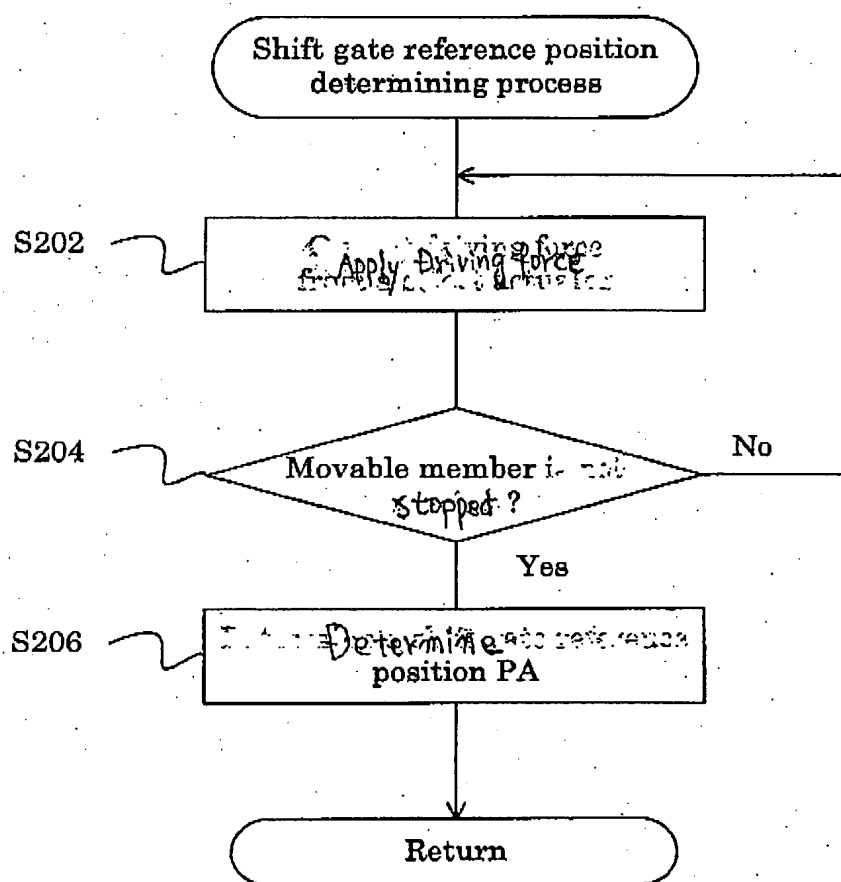 Shift gate reference position
determining process
S202
Apply Driving force
S204
Movable member
stopped ?
No
Yes
S206
Determine reference
position PA
Return